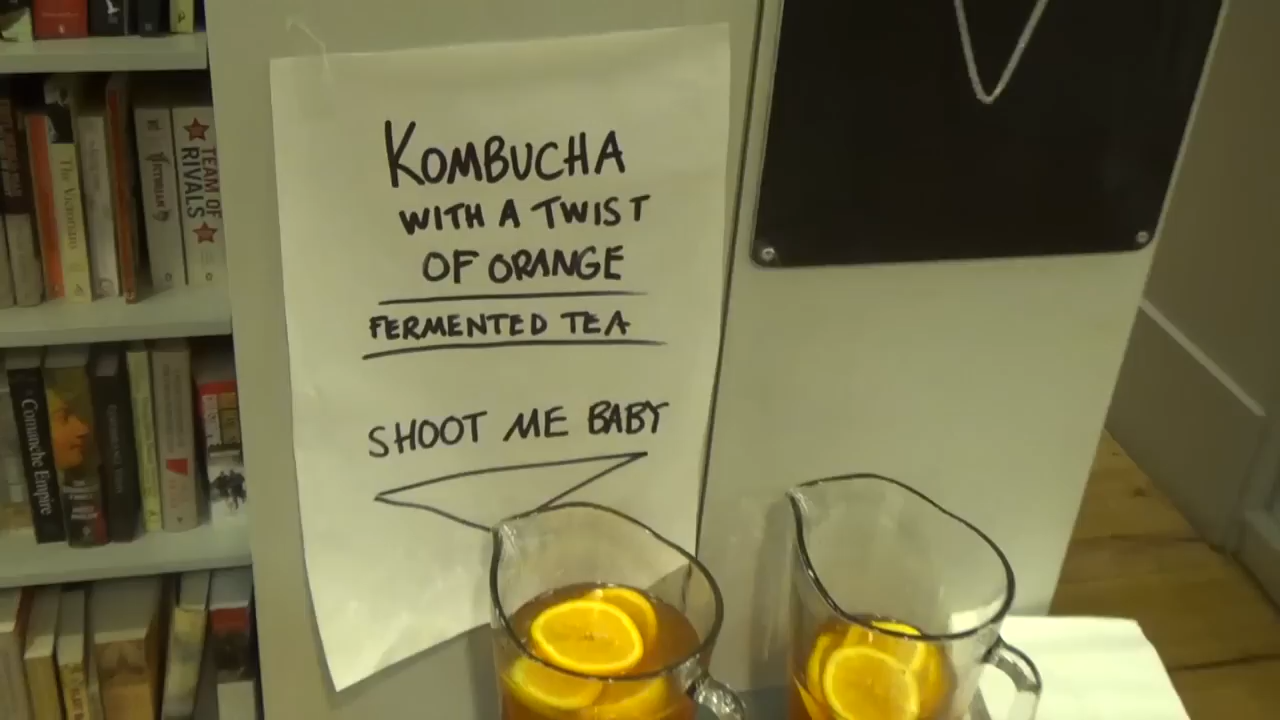 KOMBUCHA
WITH A TWIST
OF ORANGE
FERMENTED TEA
SHOOT ME BABY
TEAM OF
RIVALS
The Victorians
Comanche Empire